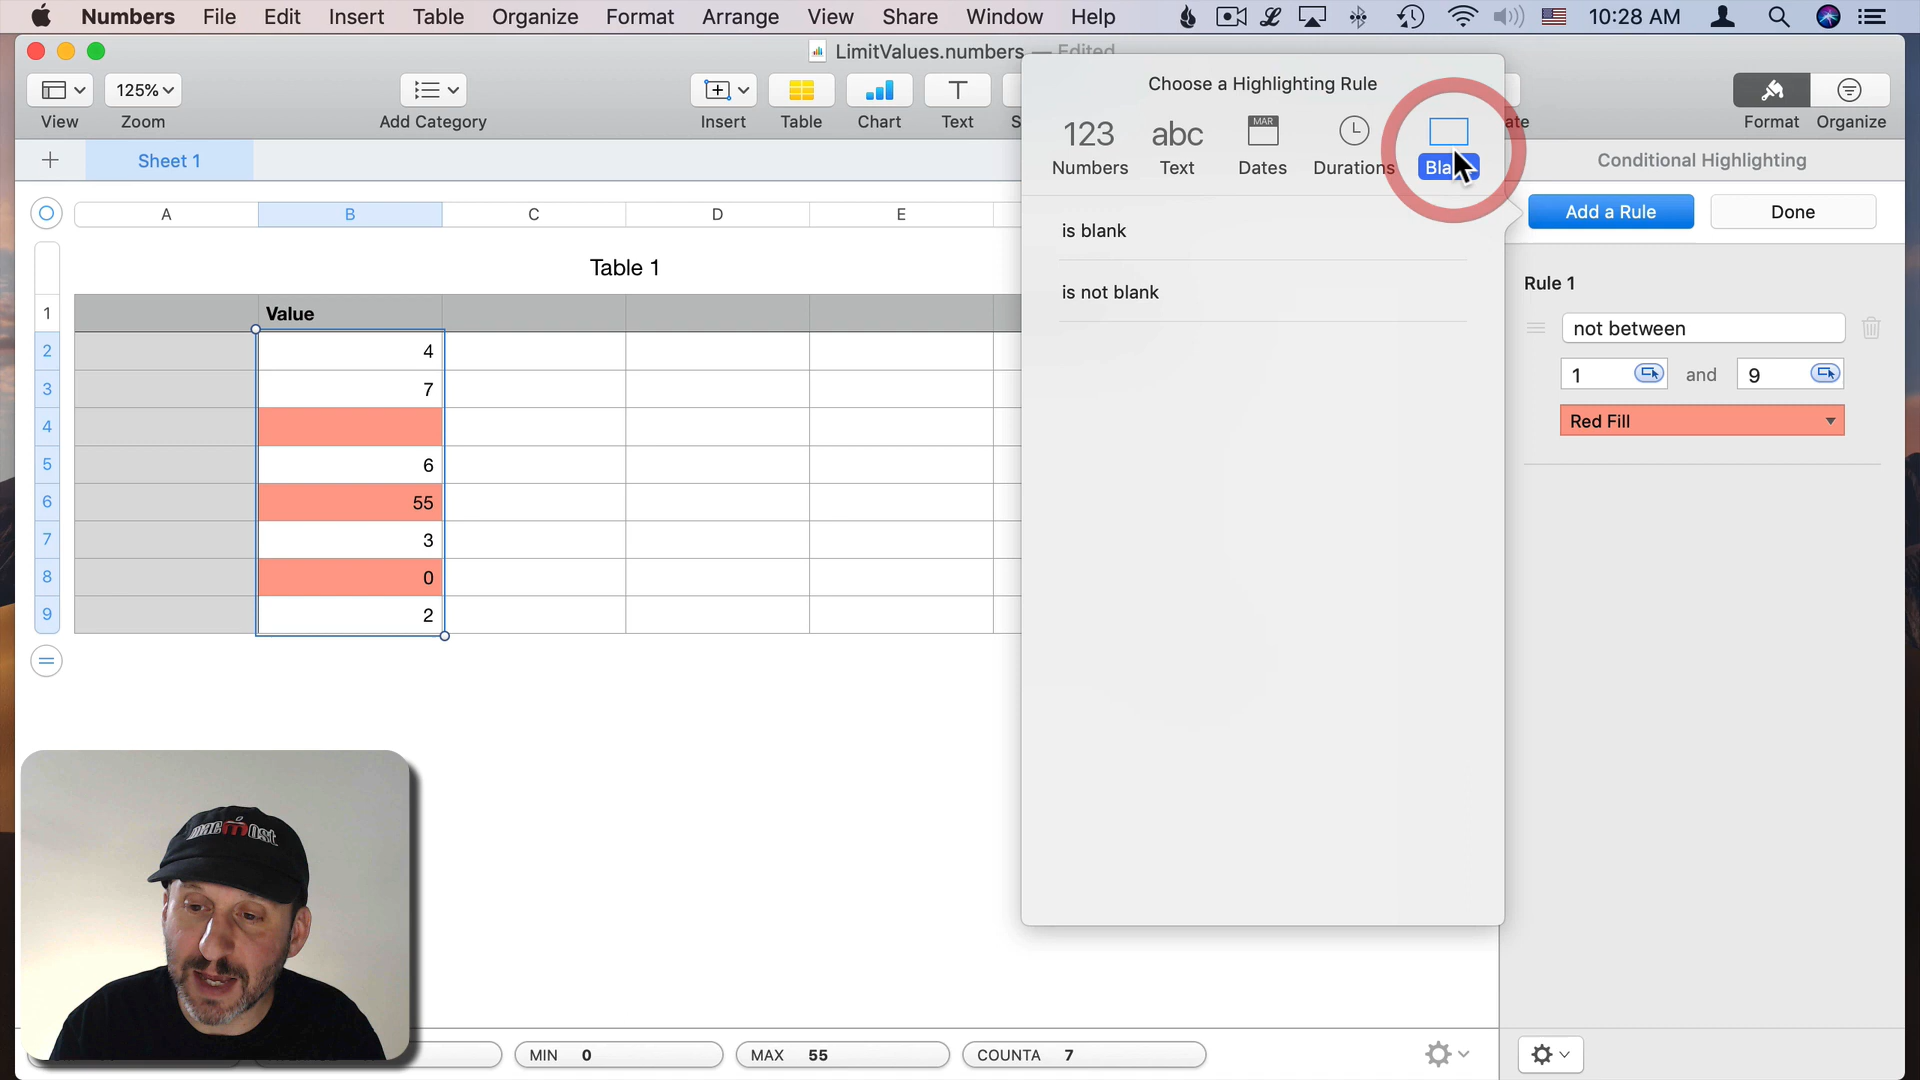 Numbers File Edit Insert Table Organize Format Arrange View Share Window Help 10:28 AM
LimitValues.numbers — Edited
125%
View Zoom Add Category Insert Table Chart Text Format Organize
Sheet 1
A B C D E
Table 1
1 Value
2 4
3 7
4
5 6
6 55
7 3
8 0
9 2
Choose a Highlighting Rule
123 abc MAR
Numbers Text Dates Durations
is blank
is not blank
Conditional Highlighting
Add a Rule Done
Rule 1
not between
1 and 9
Red Fill
macmost
MIN 0 MAX 55 COUNTA 7